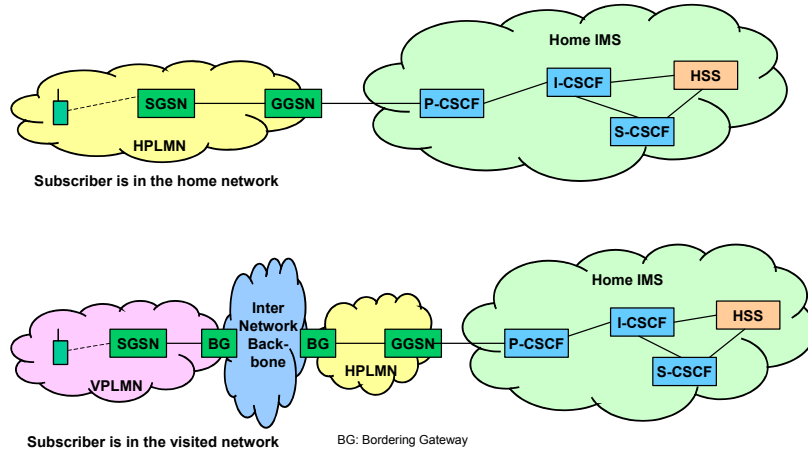 Home IMS
I-CSCF
HSS
SGSN
GGSN
P-CSCF
S-CSCF
HPLMN
Subscriber is in the home network
Home IMS
Inter
Network
Back-
bone
I-CSCF
HSS
SGSN
BG
BG
GGSN
P-CSCF
S-CSCF
VPLMN
HPLMN
Subscriber is in the visited network
BG: Bordering Gateway